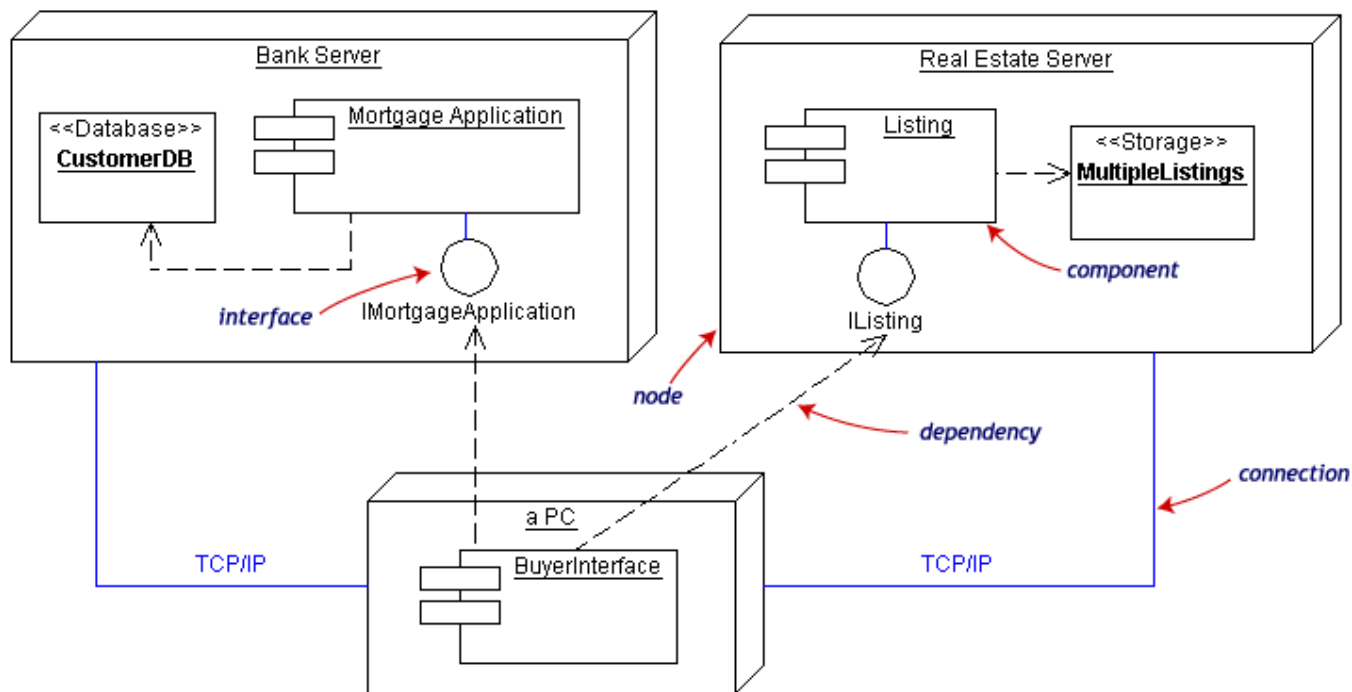 Bank Server
Real Estate Server
<<Database>>
CustomerDB
Mortgage Application
Listing
<<Storage>>
MultipleListings
interface
IMortgageApplication
component
IListing
node
dependency
connection
a PC
TCP/IP
BuyerInterface
TCP/IP